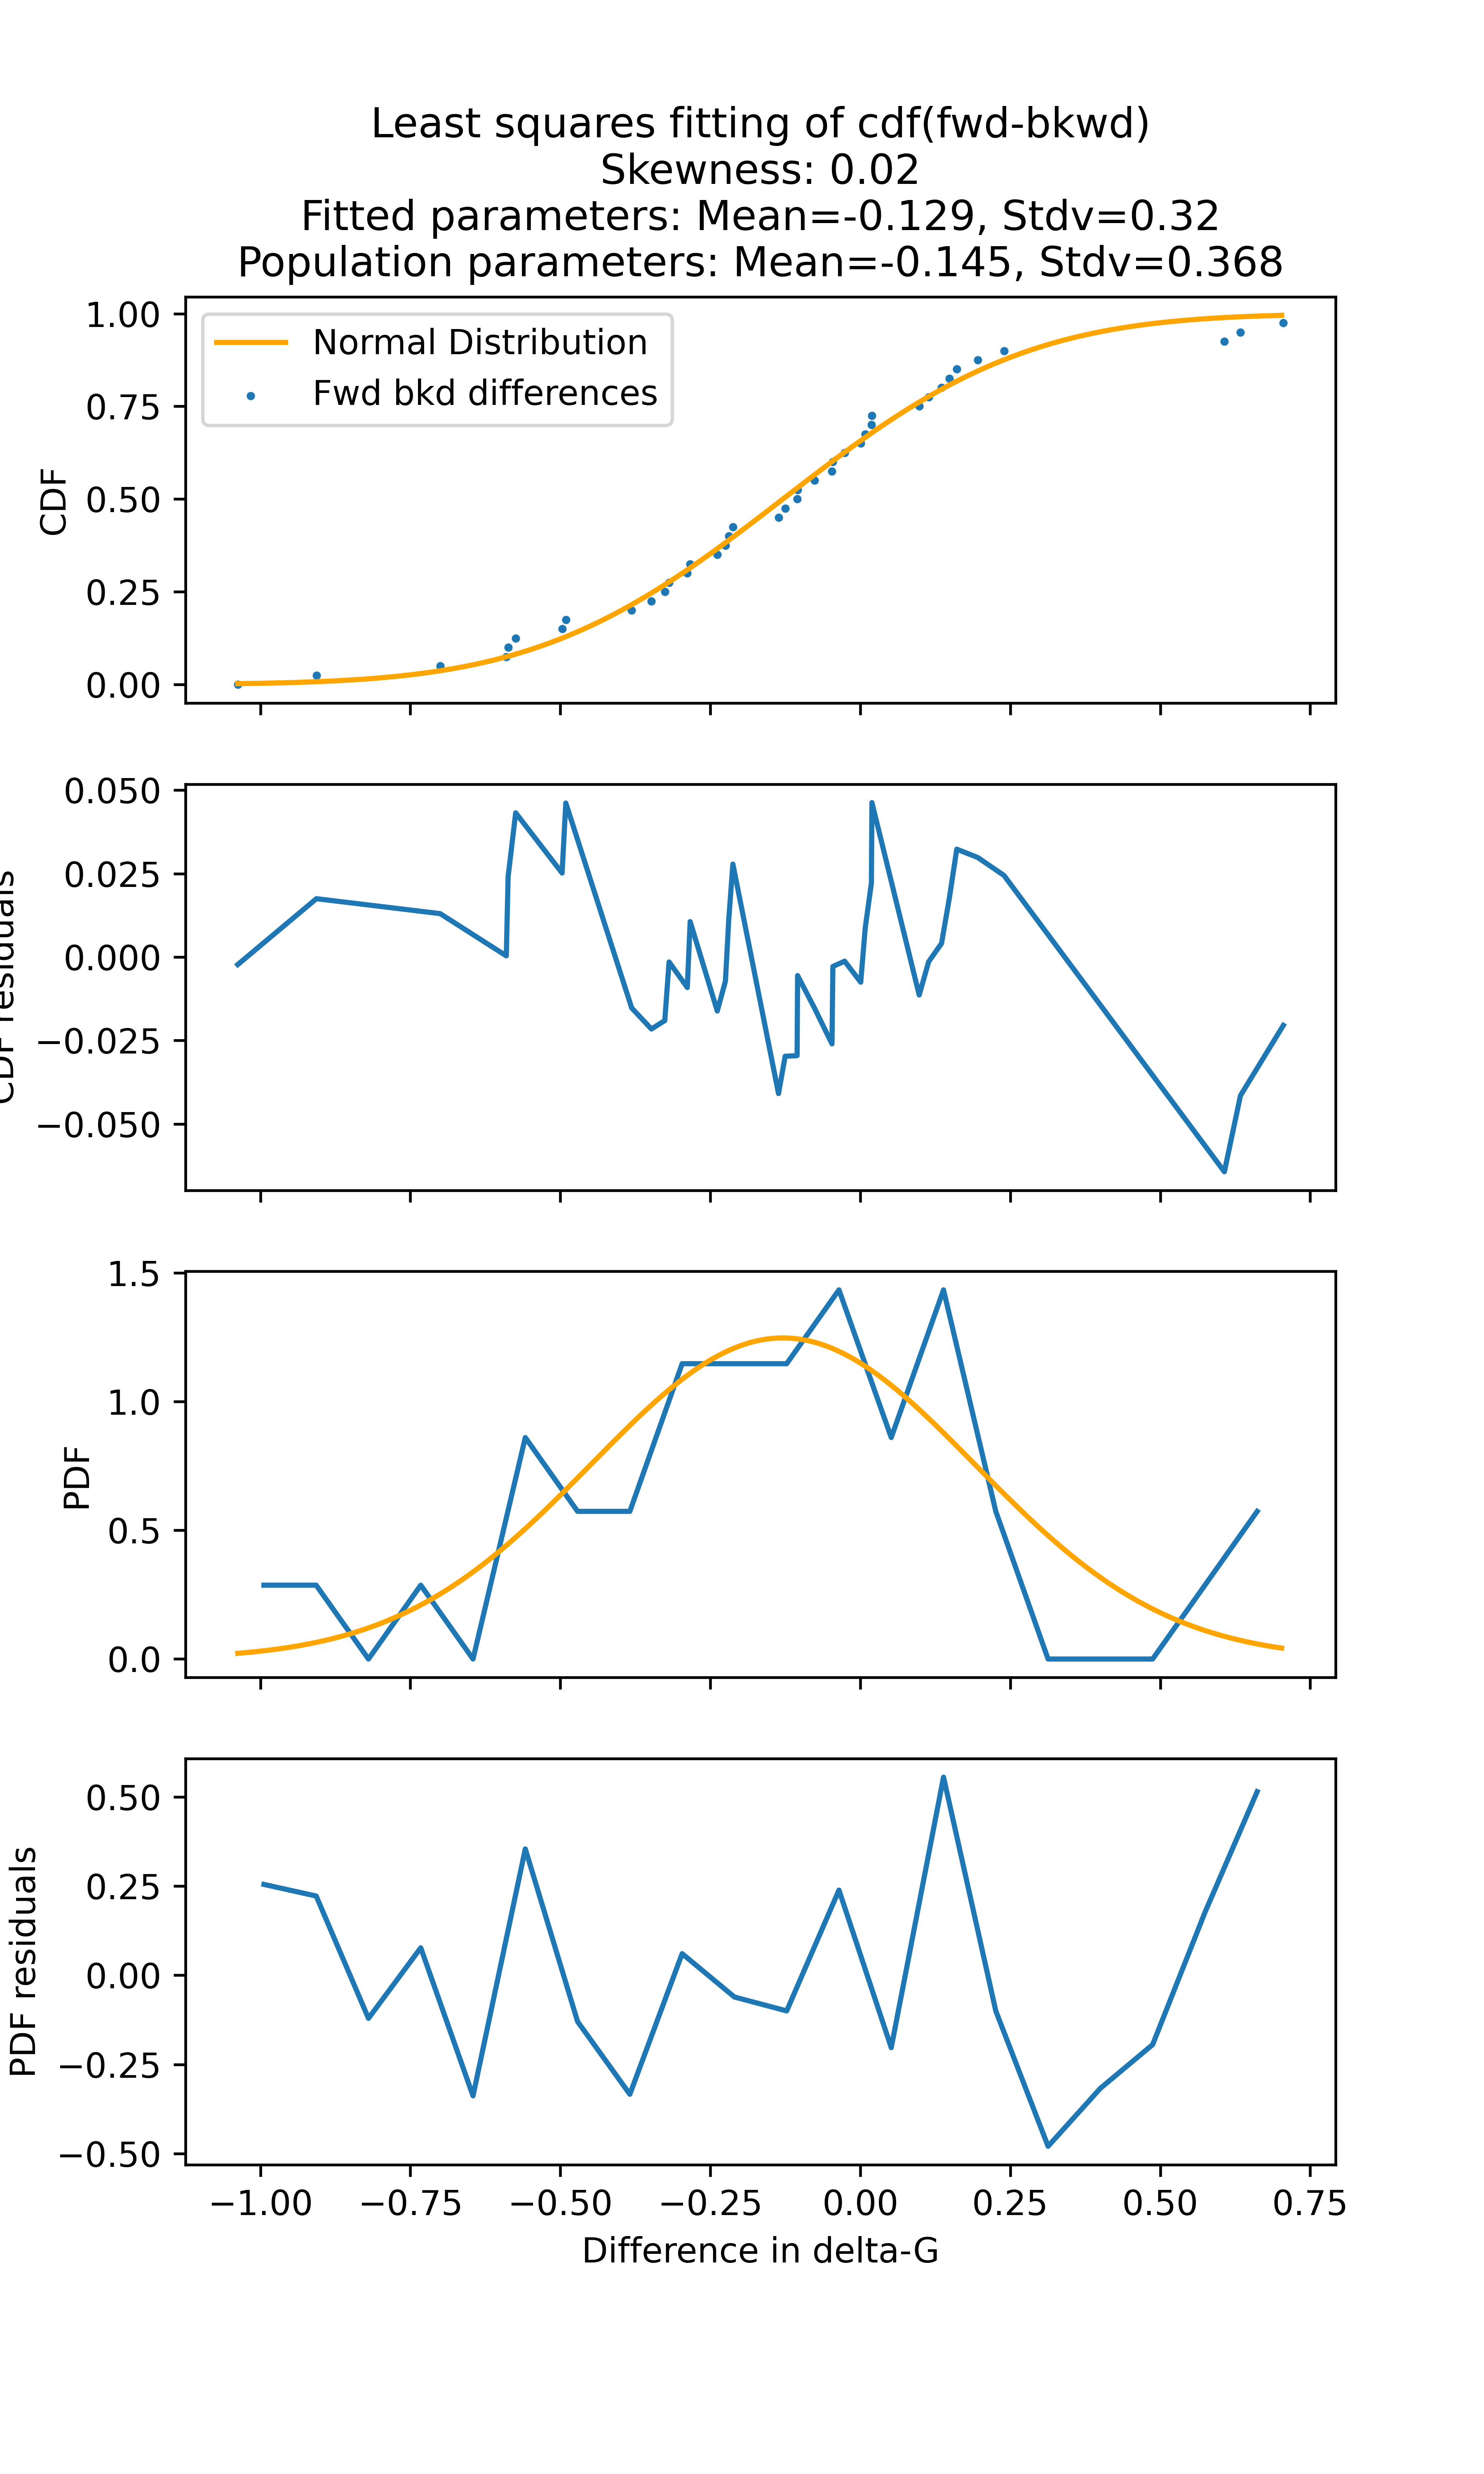 Least squares fitting of cdf(fwd-bkwd)
Skewness: 0.02
Fitted parameters: Mean=-0.129, Stdv=0.32
Population parameters: Mean=-0.145, Stdv=0.368
1.00
0.75
0.50
0.25
0.00
CDF
Normal Distribution
Fwd bkd differences
0.050
0.025
0.000
−0.025
−0.050
CDF residuals
1.5
1.0
0.5
0.0
PDF
0.50
0.25
0.00
−0.25
−0.50
PDF residuals
−1.00 −0.75 −0.50 −0.25 0.00 0.25 0.50 0.75
Difference in delta-G